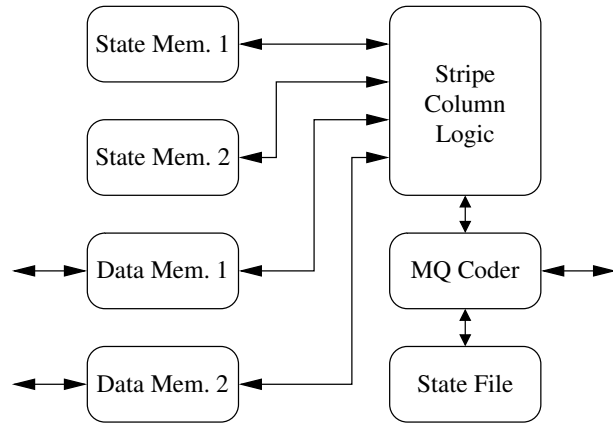 State Mem. 1
Stripe
Column
Logic
State Mem. 2
Data Mem. 1
MQ Coder
Data Mem. 2
State File